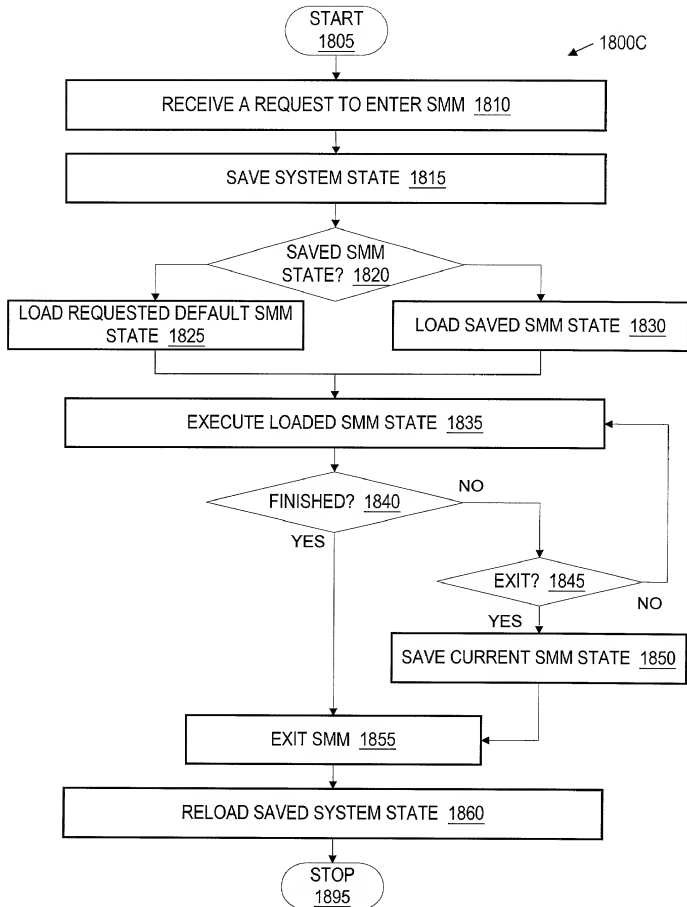 START
1805
1800C
RECEIVE A REQUEST TO ENTER SMM 1810
SAVE SYSTEM STATE 1815
SAVED SMM
STATE? 1820
LOAD REQUESTED DEFAULT SMM
STATE 1825
LOAD SAVED SMM STATE 1830
EXECUTE LOADED SMM STATE 1835
FINISHED? 1840
NO
YES
EXIT? 1845
NO
YES
SAVE CURRENT SMM STATE 1850
EXIT SMM 1855
RELOAD SAVED SYSTEM STATE 1860
STOP
1895